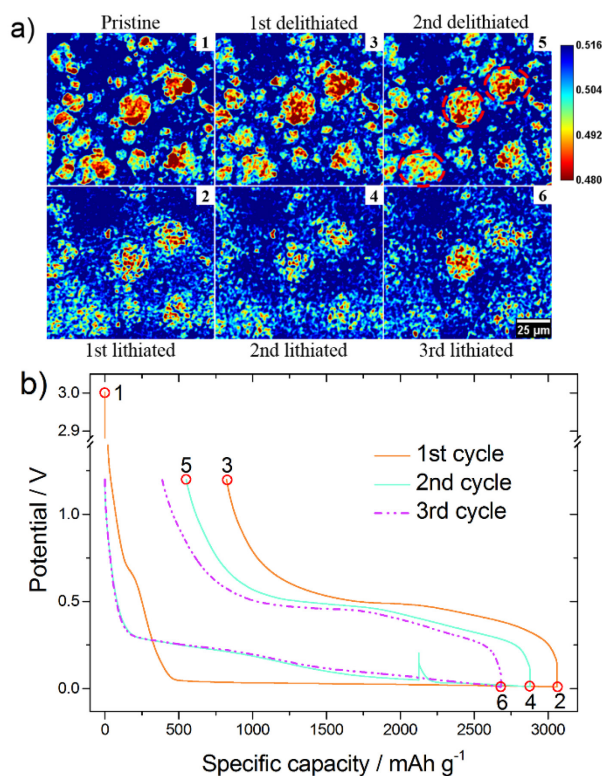 a)
Pristine 1st delithiated 2nd delithiated
1 3 5
0.516
0.504
0.492
0.480
2 4 6
25 µm
1st lithiated 2nd lithiated 3rd lithiated
b)
3.0
2.9
1.0
0.5
0.0
Potential / V
1
5 3
1st cycle
2nd cycle
3rd cycle
6 4 2
0 500 1000 1500 2000 2500 3000
Specific capacity / mAh g⁻¹